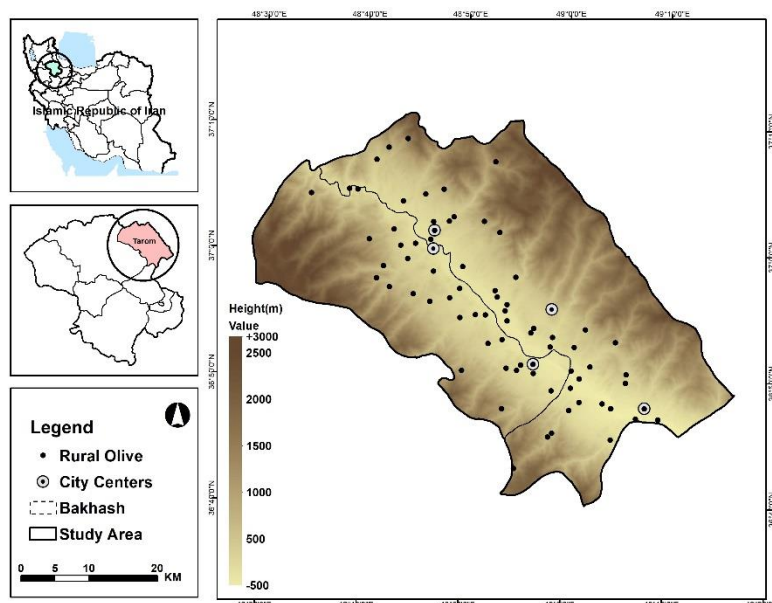 Islamic Republic of Iran
Tarom
Legend
Rural Olive
City Centers
Bakhash
Study Area
0 5 10 20
KM
48°30'0"E 48°40'0"E 48°50'0"E 49°0'0"E 49°10'0"E
37°10'0"N
37°0'0"N
36°50'0"N
36°40'0"N
Height(m)
Value
+3000
2500
2000
1500
1000
500
-500